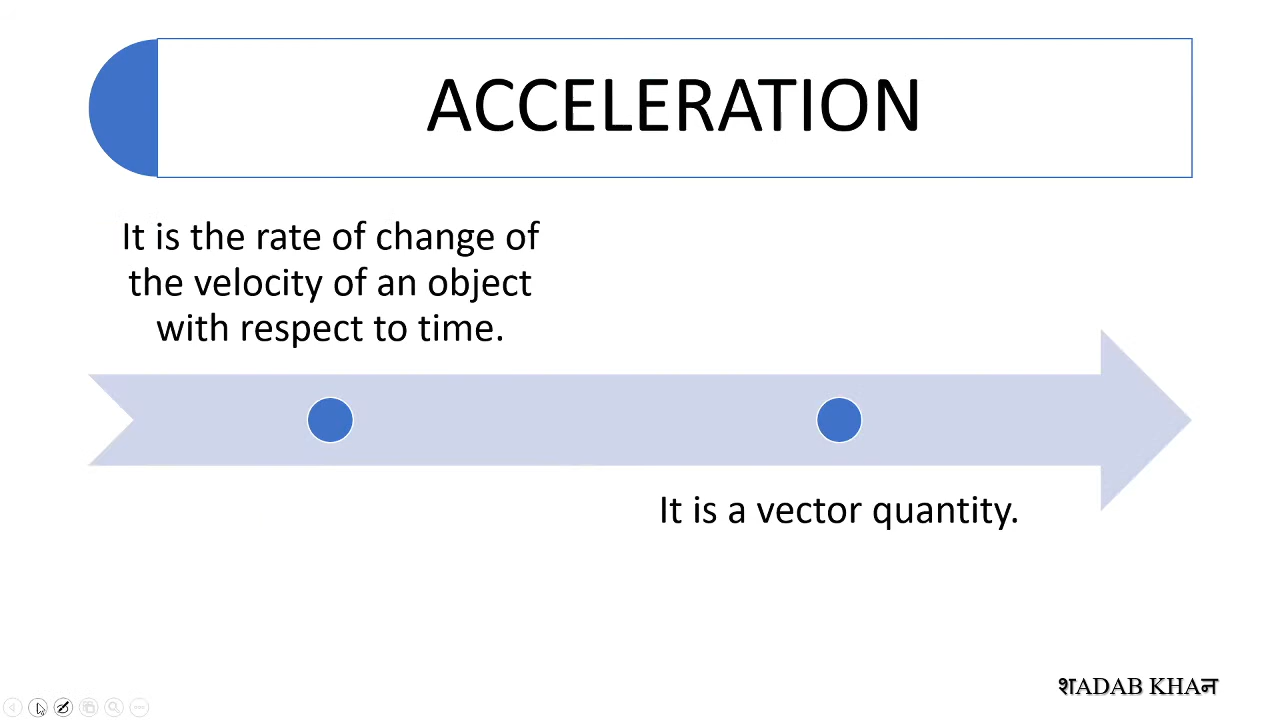 ACCELERATION
It is the rate of change of
the velocity of an object
with respect to time.
It is a vector quantity.
शADAB KHAन